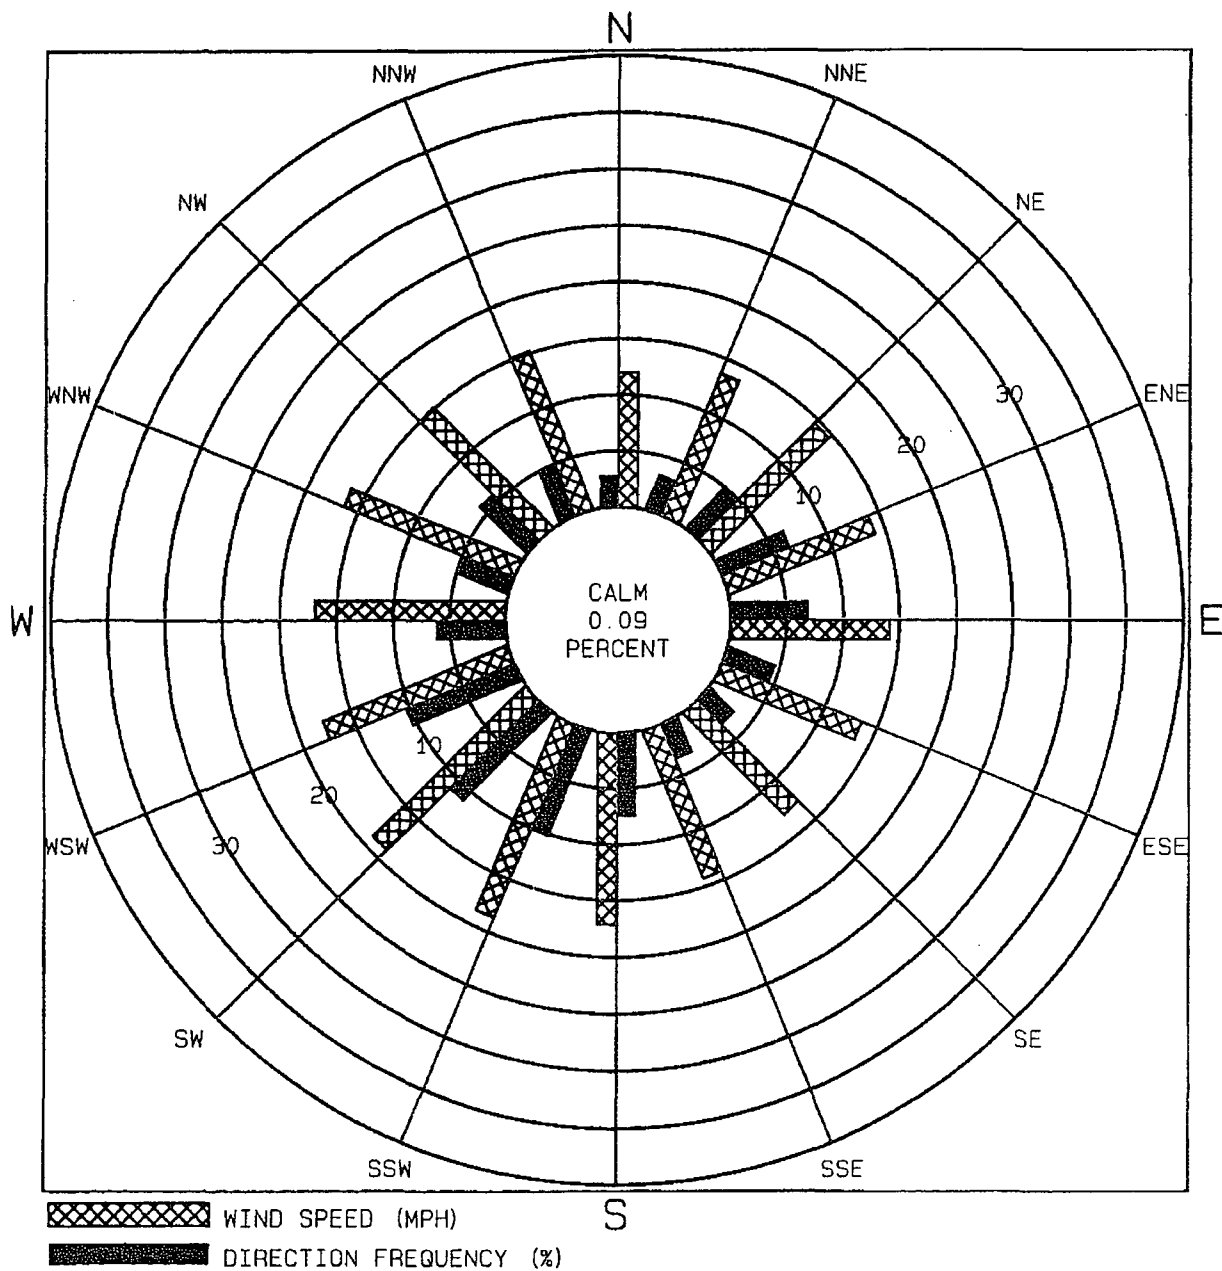 N
NNW
NNE
NW
NE
WNW
30
ENE
20
10
W
CALM
0.09
PERCENT
E
10
20
WSW
30
ESE
SW
SE
SSW
SSE
S
WIND SPEED (MPH)
DIRECTION FREQUENCY (%)